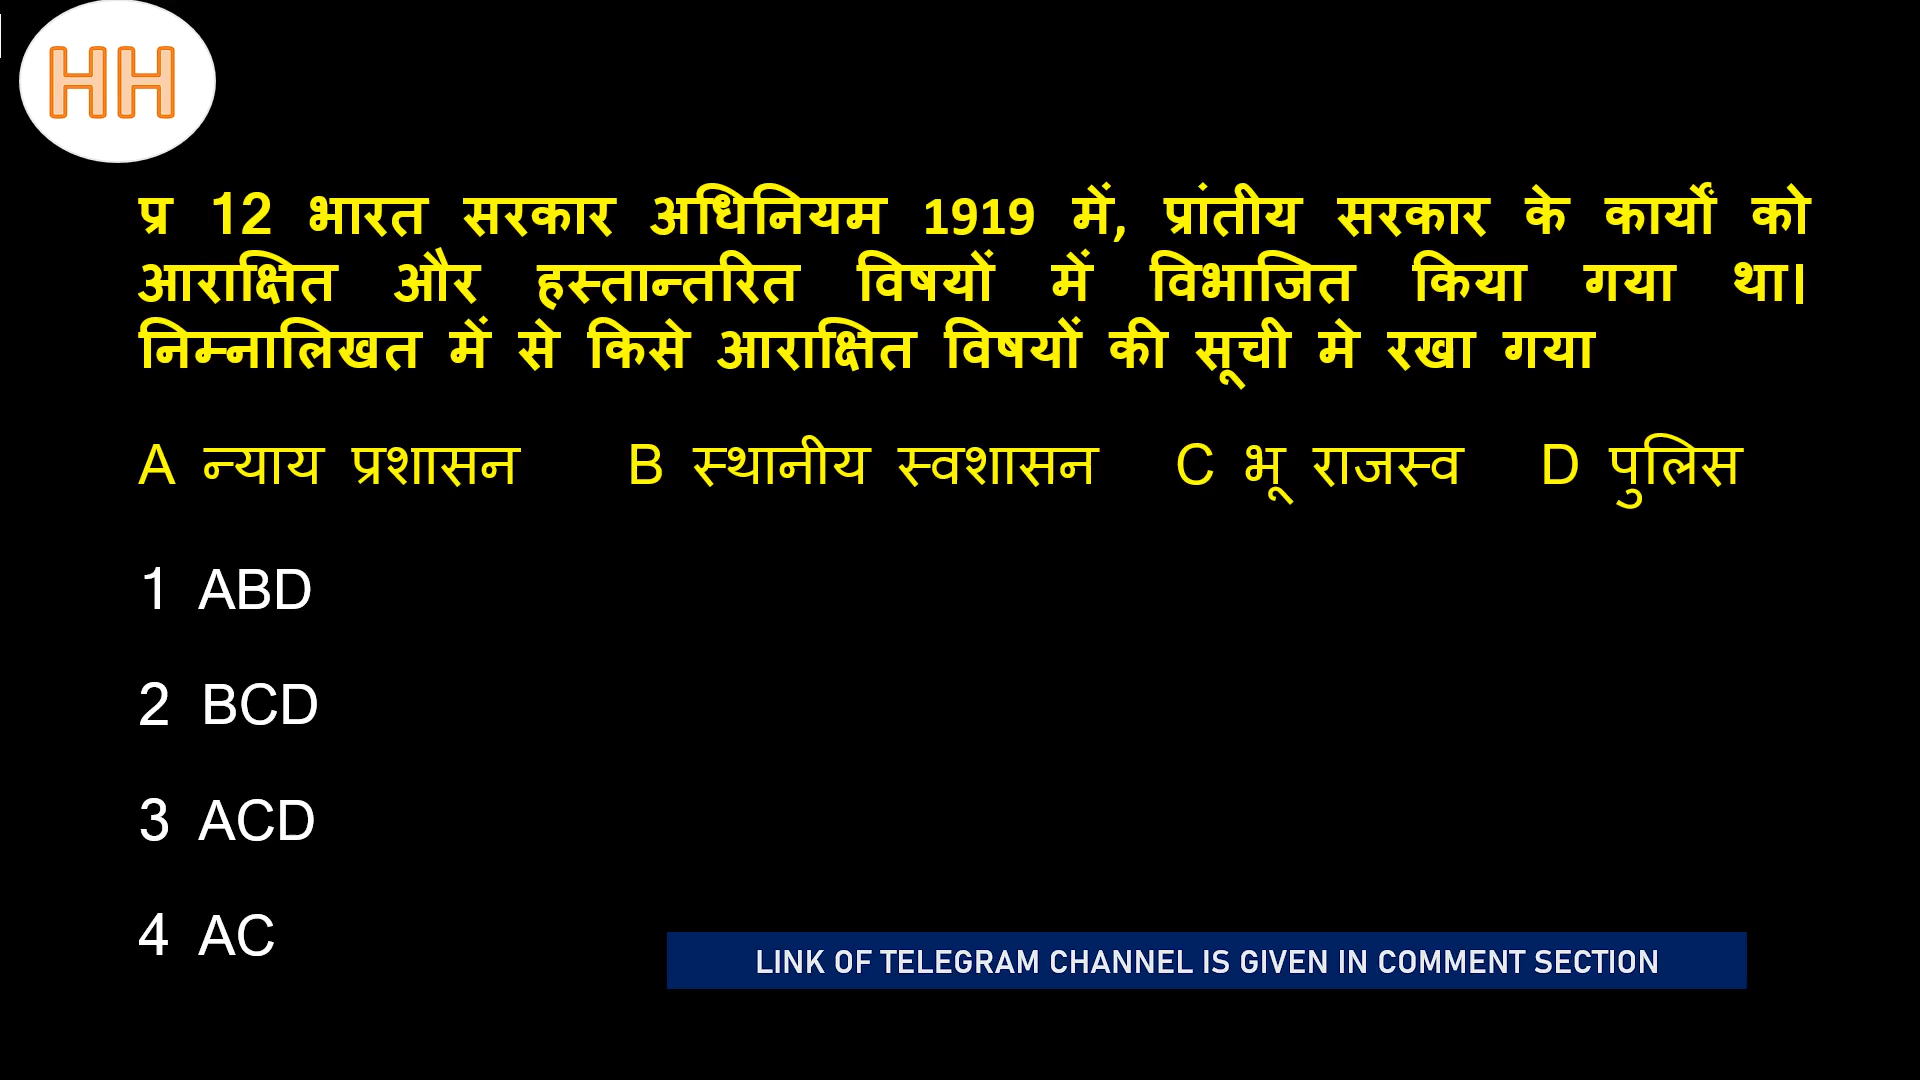 HH
प्र 12 भारत सरकार अधिनियम 1919 में, प्रांतीय सरकार के कार्यों को
आराक्षित और हस्तान्तरित विषयों में विभाजित किया गया था।
निम्नालिखत में से किसे आराक्षित विषयों की सूची मे रखा गया
A न्याय प्रशासन B स्थानीय स्वशासन C भू राजस्व D पुलिस
1 ABD
2 BCD
3 ACD
4 AC
LINK OF TELEGRAM CHANNEL IS GIVEN IN COMMENT SECTION